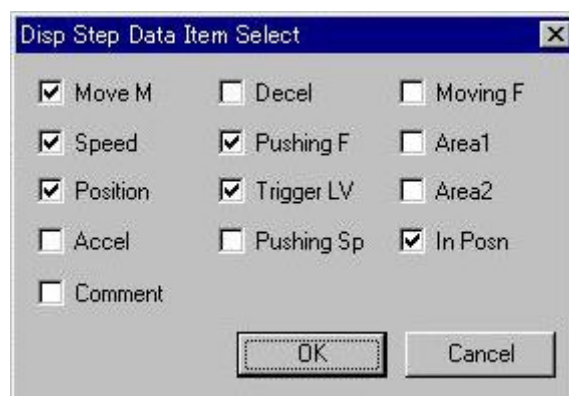 Disp Step Data Item Select
Move M Decel Moving F
Speed Pushing F Area1
Position Trigger LV Area2
Accel Pushing Sp In Posn
Comment
OK Cancel